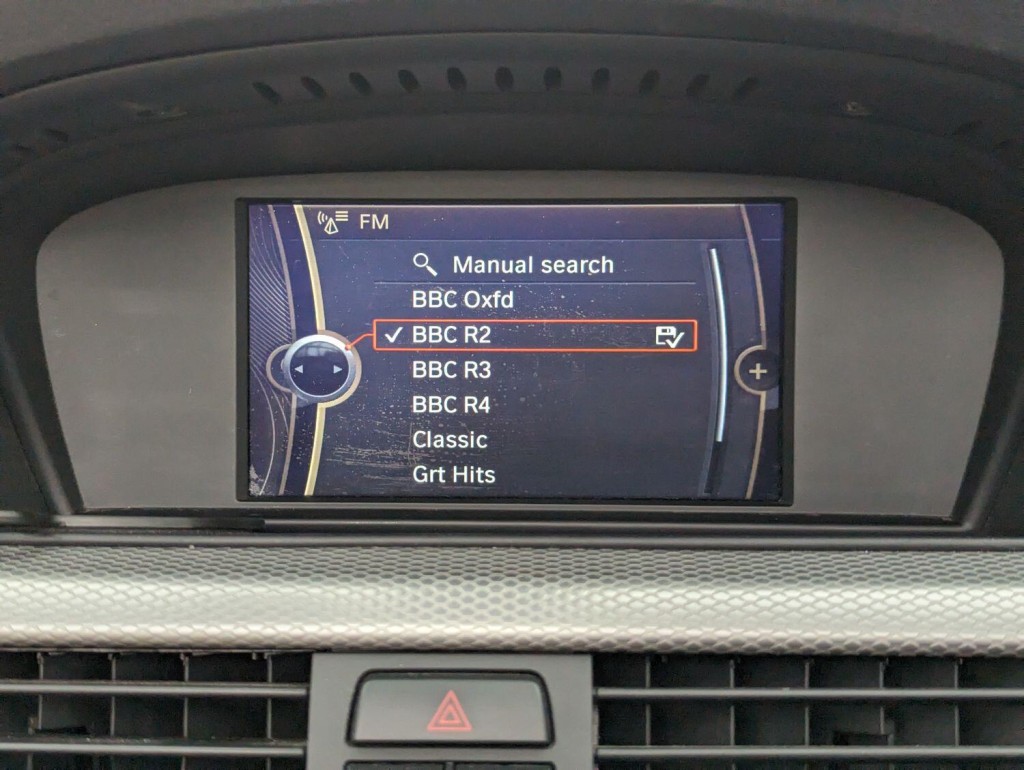 FM
Manual search
BBC Oxfd
BBC R2
BBC R3
BBC R4
Classic
Grt Hits